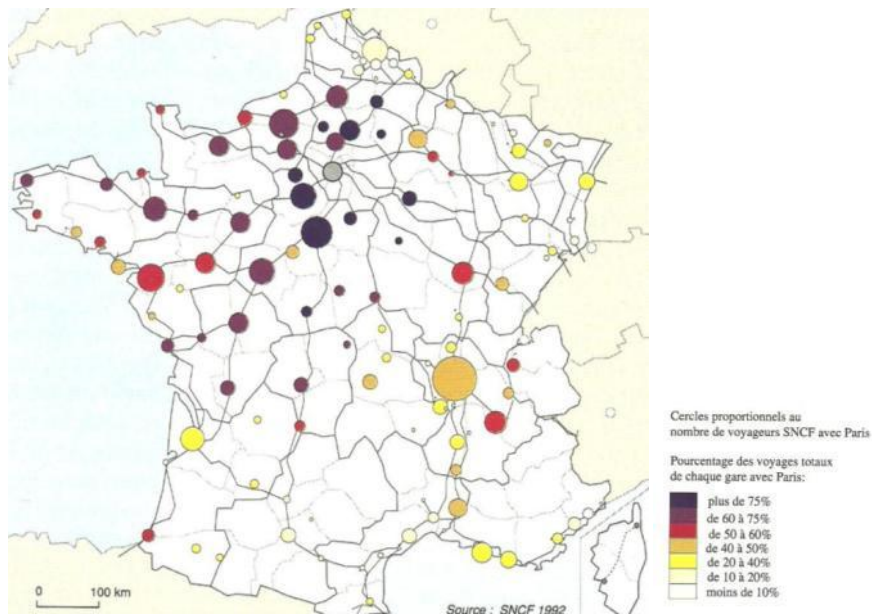 Cercles proportionnels au
nombre de voyageurs SNCF avec Paris
Pourcentage des voyages totaux
de chaque gare avec Paris:
plus de 75%
de 60 à 75%
de 50 à 60%
de 40 à 50%
de 20 à 40%
de 10 à 20%
moins de 10%
0 100 km
Source : SNCF 1992